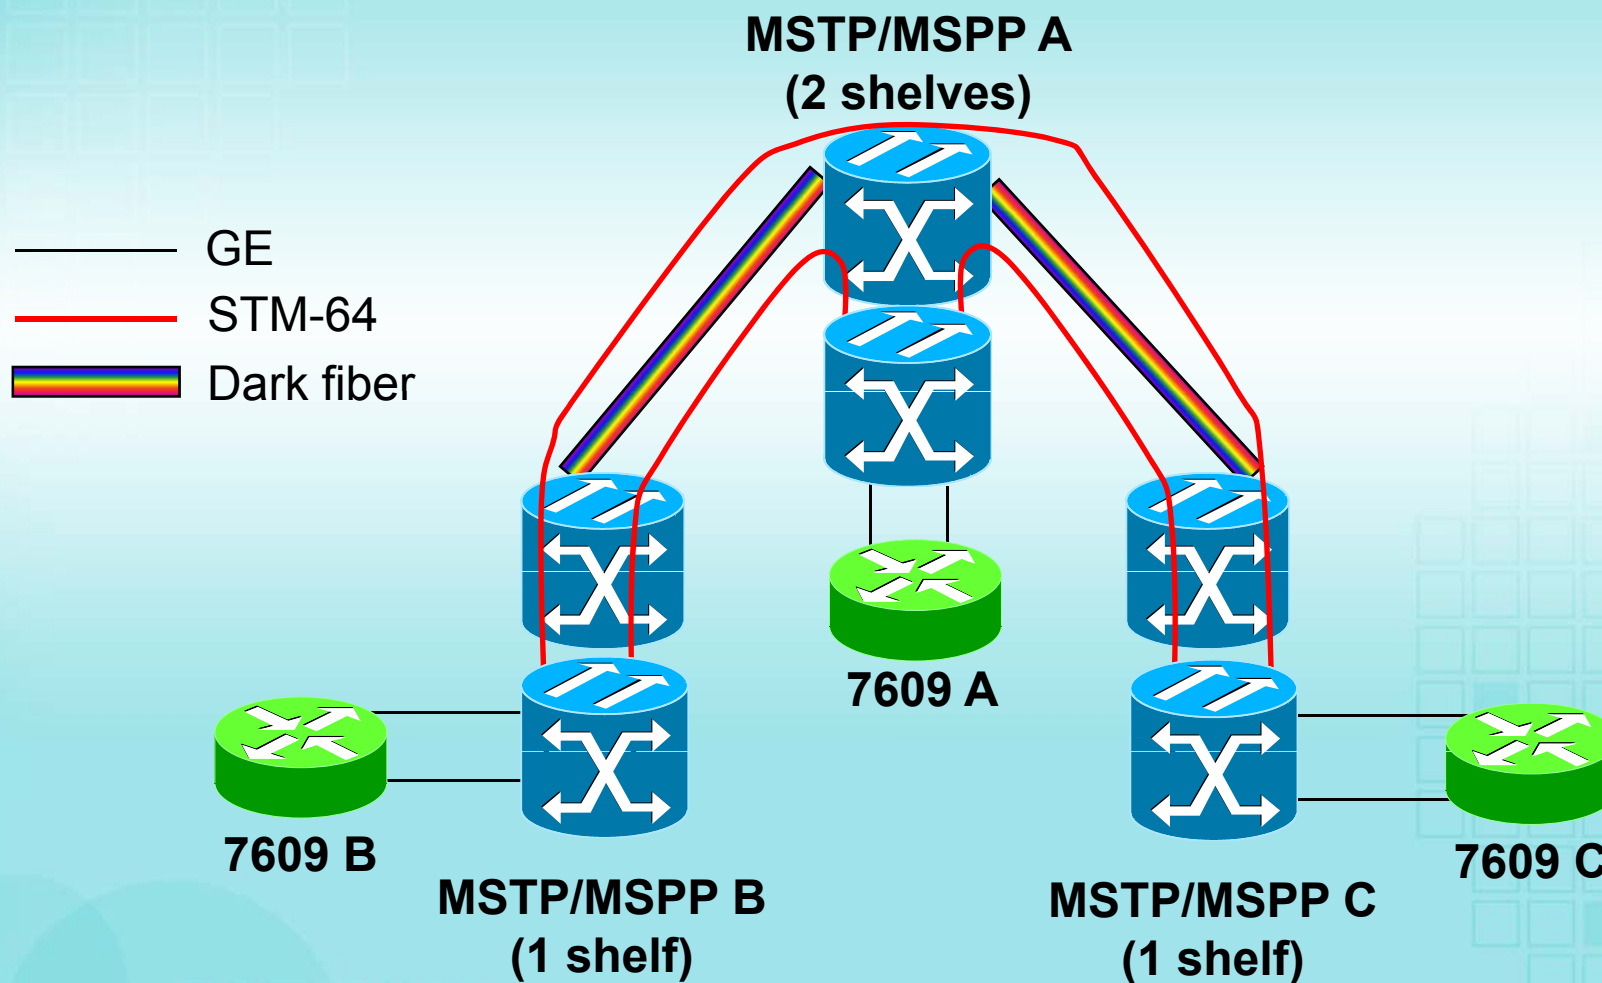 MSTP/MSPP A
(2 shelves)
GE
STM-64
Dark fiber
7609 A
7609 B
7609 C
MSTP/MSPP B
(1 shelf)
MSTP/MSPP C
(1 shelf)